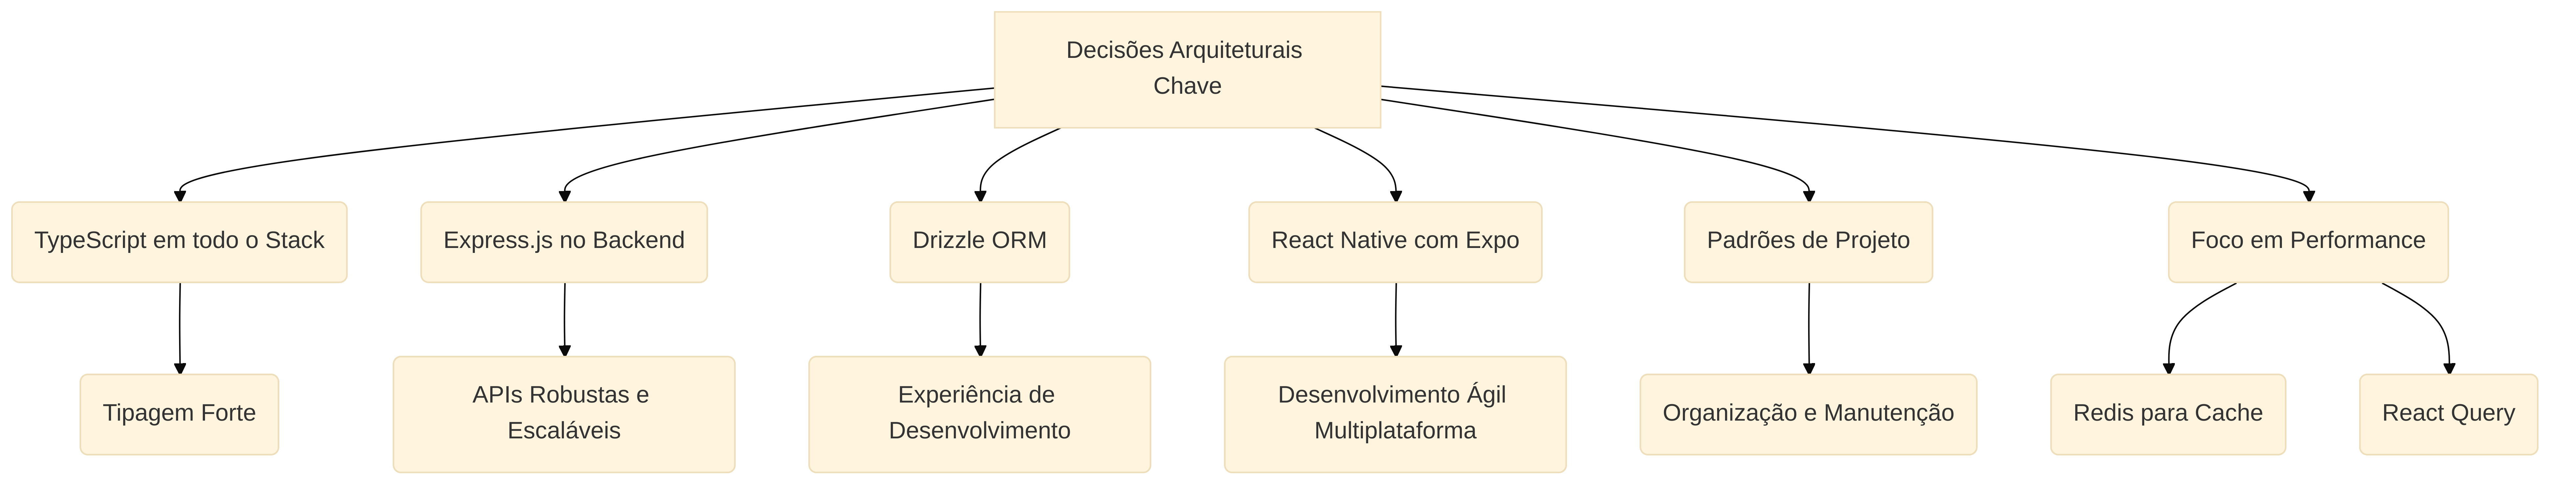 Decisões Arquiteturais
Chave
TypeScript em todo o Stack
Express.js no Backend
Drizzle ORM
React Native com Expo
Padrões de Projeto
Foco em Performance
Tipagem Forte
APIs Robustas e
Escaláveis
Experiência de
Desenvolvimento
Desenvolvimento Ágil
Multiplataforma
Organização e Manutenção
Redis para Cache
React Query